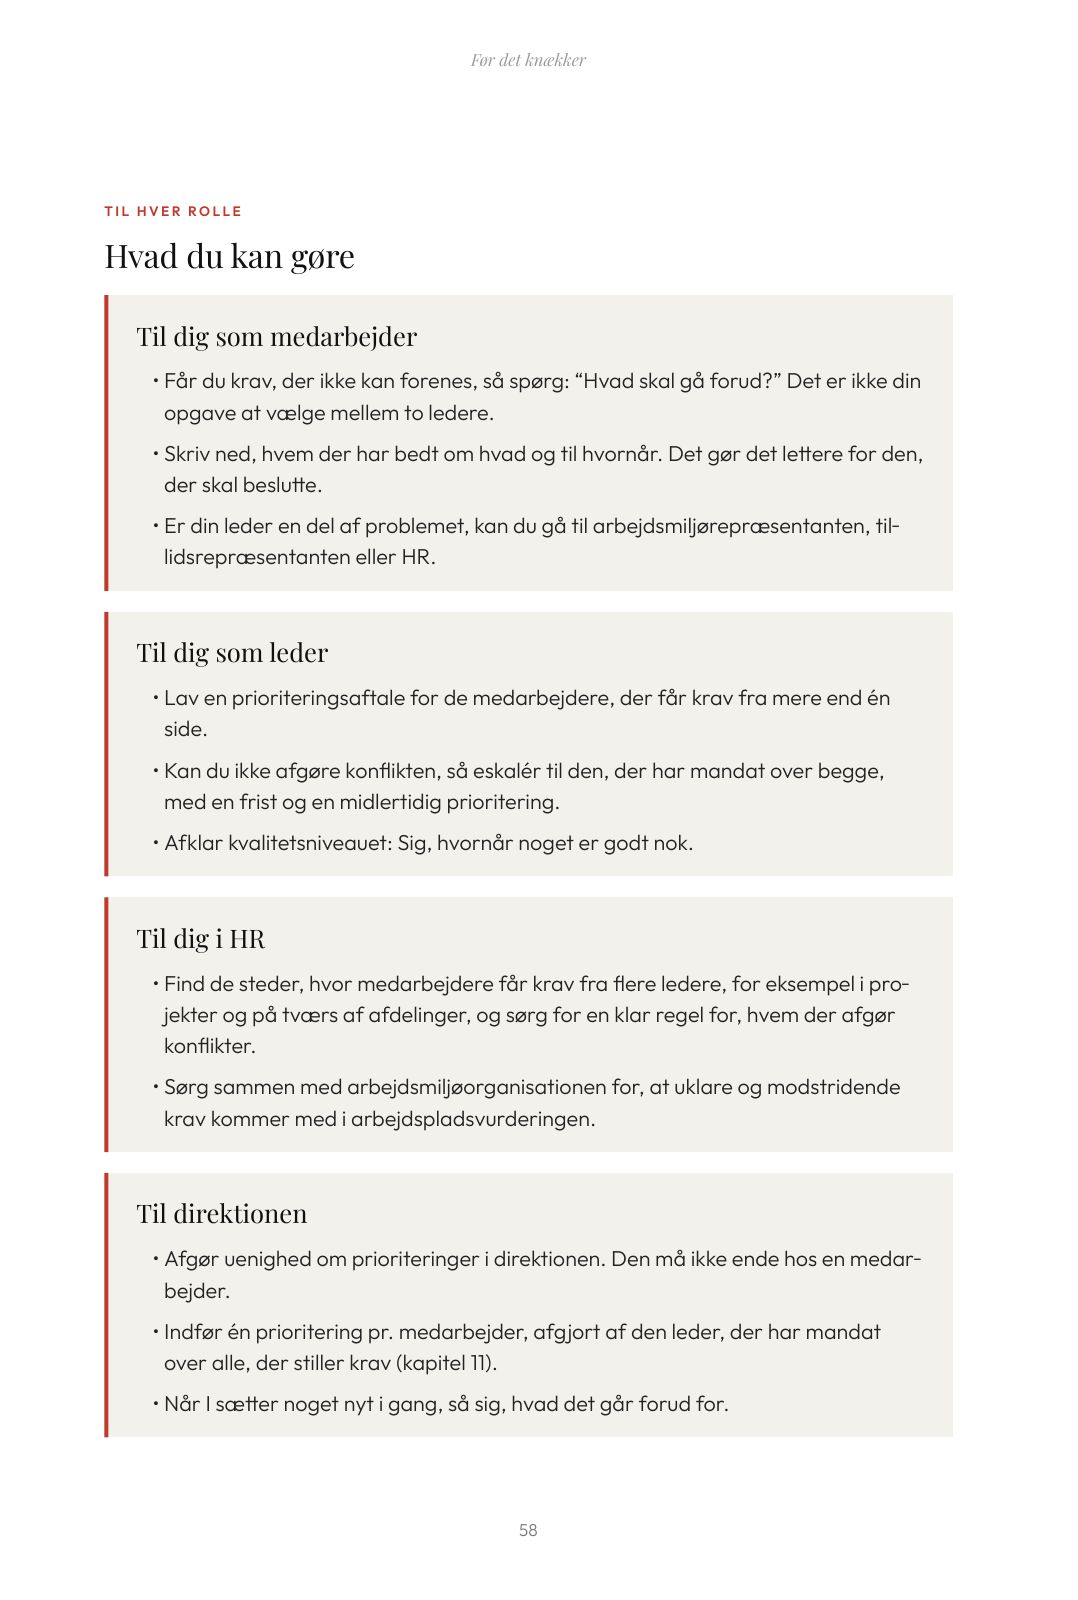 Før det knækker
TIL HVER ROLLE
Hvad du kan gøre
Til dig som medarbejder
• Får du krav, der ikke kan forenes, så spørg: “Hvad skal gå forud?” Det er ikke din
opgave at vælge mellem to ledere.
• Skriv ned, hvem der har bedt om hvad og til hvornår. Det gør det lettere for den,
der skal beslutte.
• Er din leder en del af problemet, kan du gå til arbejdsmiljørepræsentanten, til-
lidsrepræsentanten eller HR.
Til dig som leder
• Lav en prioriteringsaftale for de medarbejdere, der får krav fra mere end én
side.
• Kan du ikke afgøre konflikten, så eskalér til den, der har mandat over begge,
med en frist og en midlertidig prioritering.
• Afklar kvalitetsniveauet: Sig, hvornår noget er godt nok.
Til dig i HR
• Find de steder, hvor medarbejdere får krav fra flere ledere, for eksempel i pro-
jekter og på tværs af afdelinger, og sørg for en klar regel for, hvem der afgør
konflikter.
• Sørg sammen med arbejdsmiljøorganisationen for, at uklare og modstridende
krav kommer med i arbejdspladsvurderingen.
Til direktionen
• Afgør uenighed om prioriteringer i direktionen. Den må ikke ende hos en medar-
bejder.
• Indfør én prioritering pr. medarbejder, afgjort af den leder, der har mandat
over alle, der stiller krav (kapitel 11).
• Når I sætter noget nyt i gang, så sig, hvad det går forud for.
58